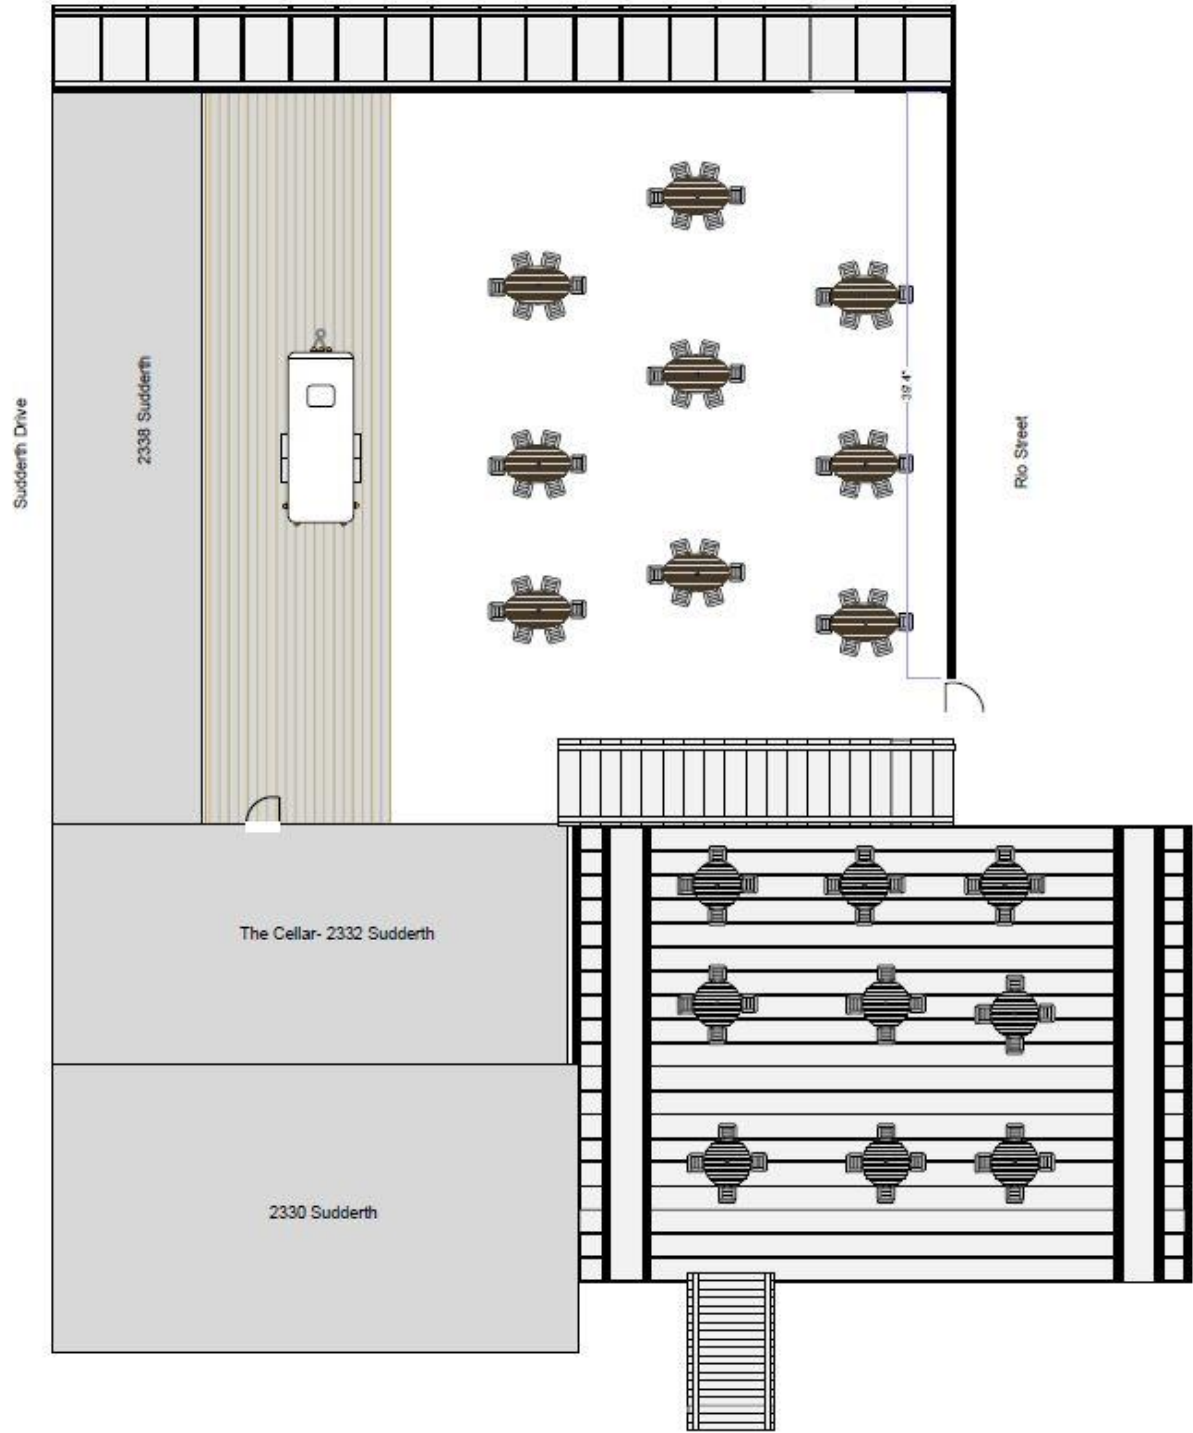 Sudderth Drive
2338 Sudderth
39.4"
Rio Street
The Cellar- 2332 Sudderth
2330 Sudderth